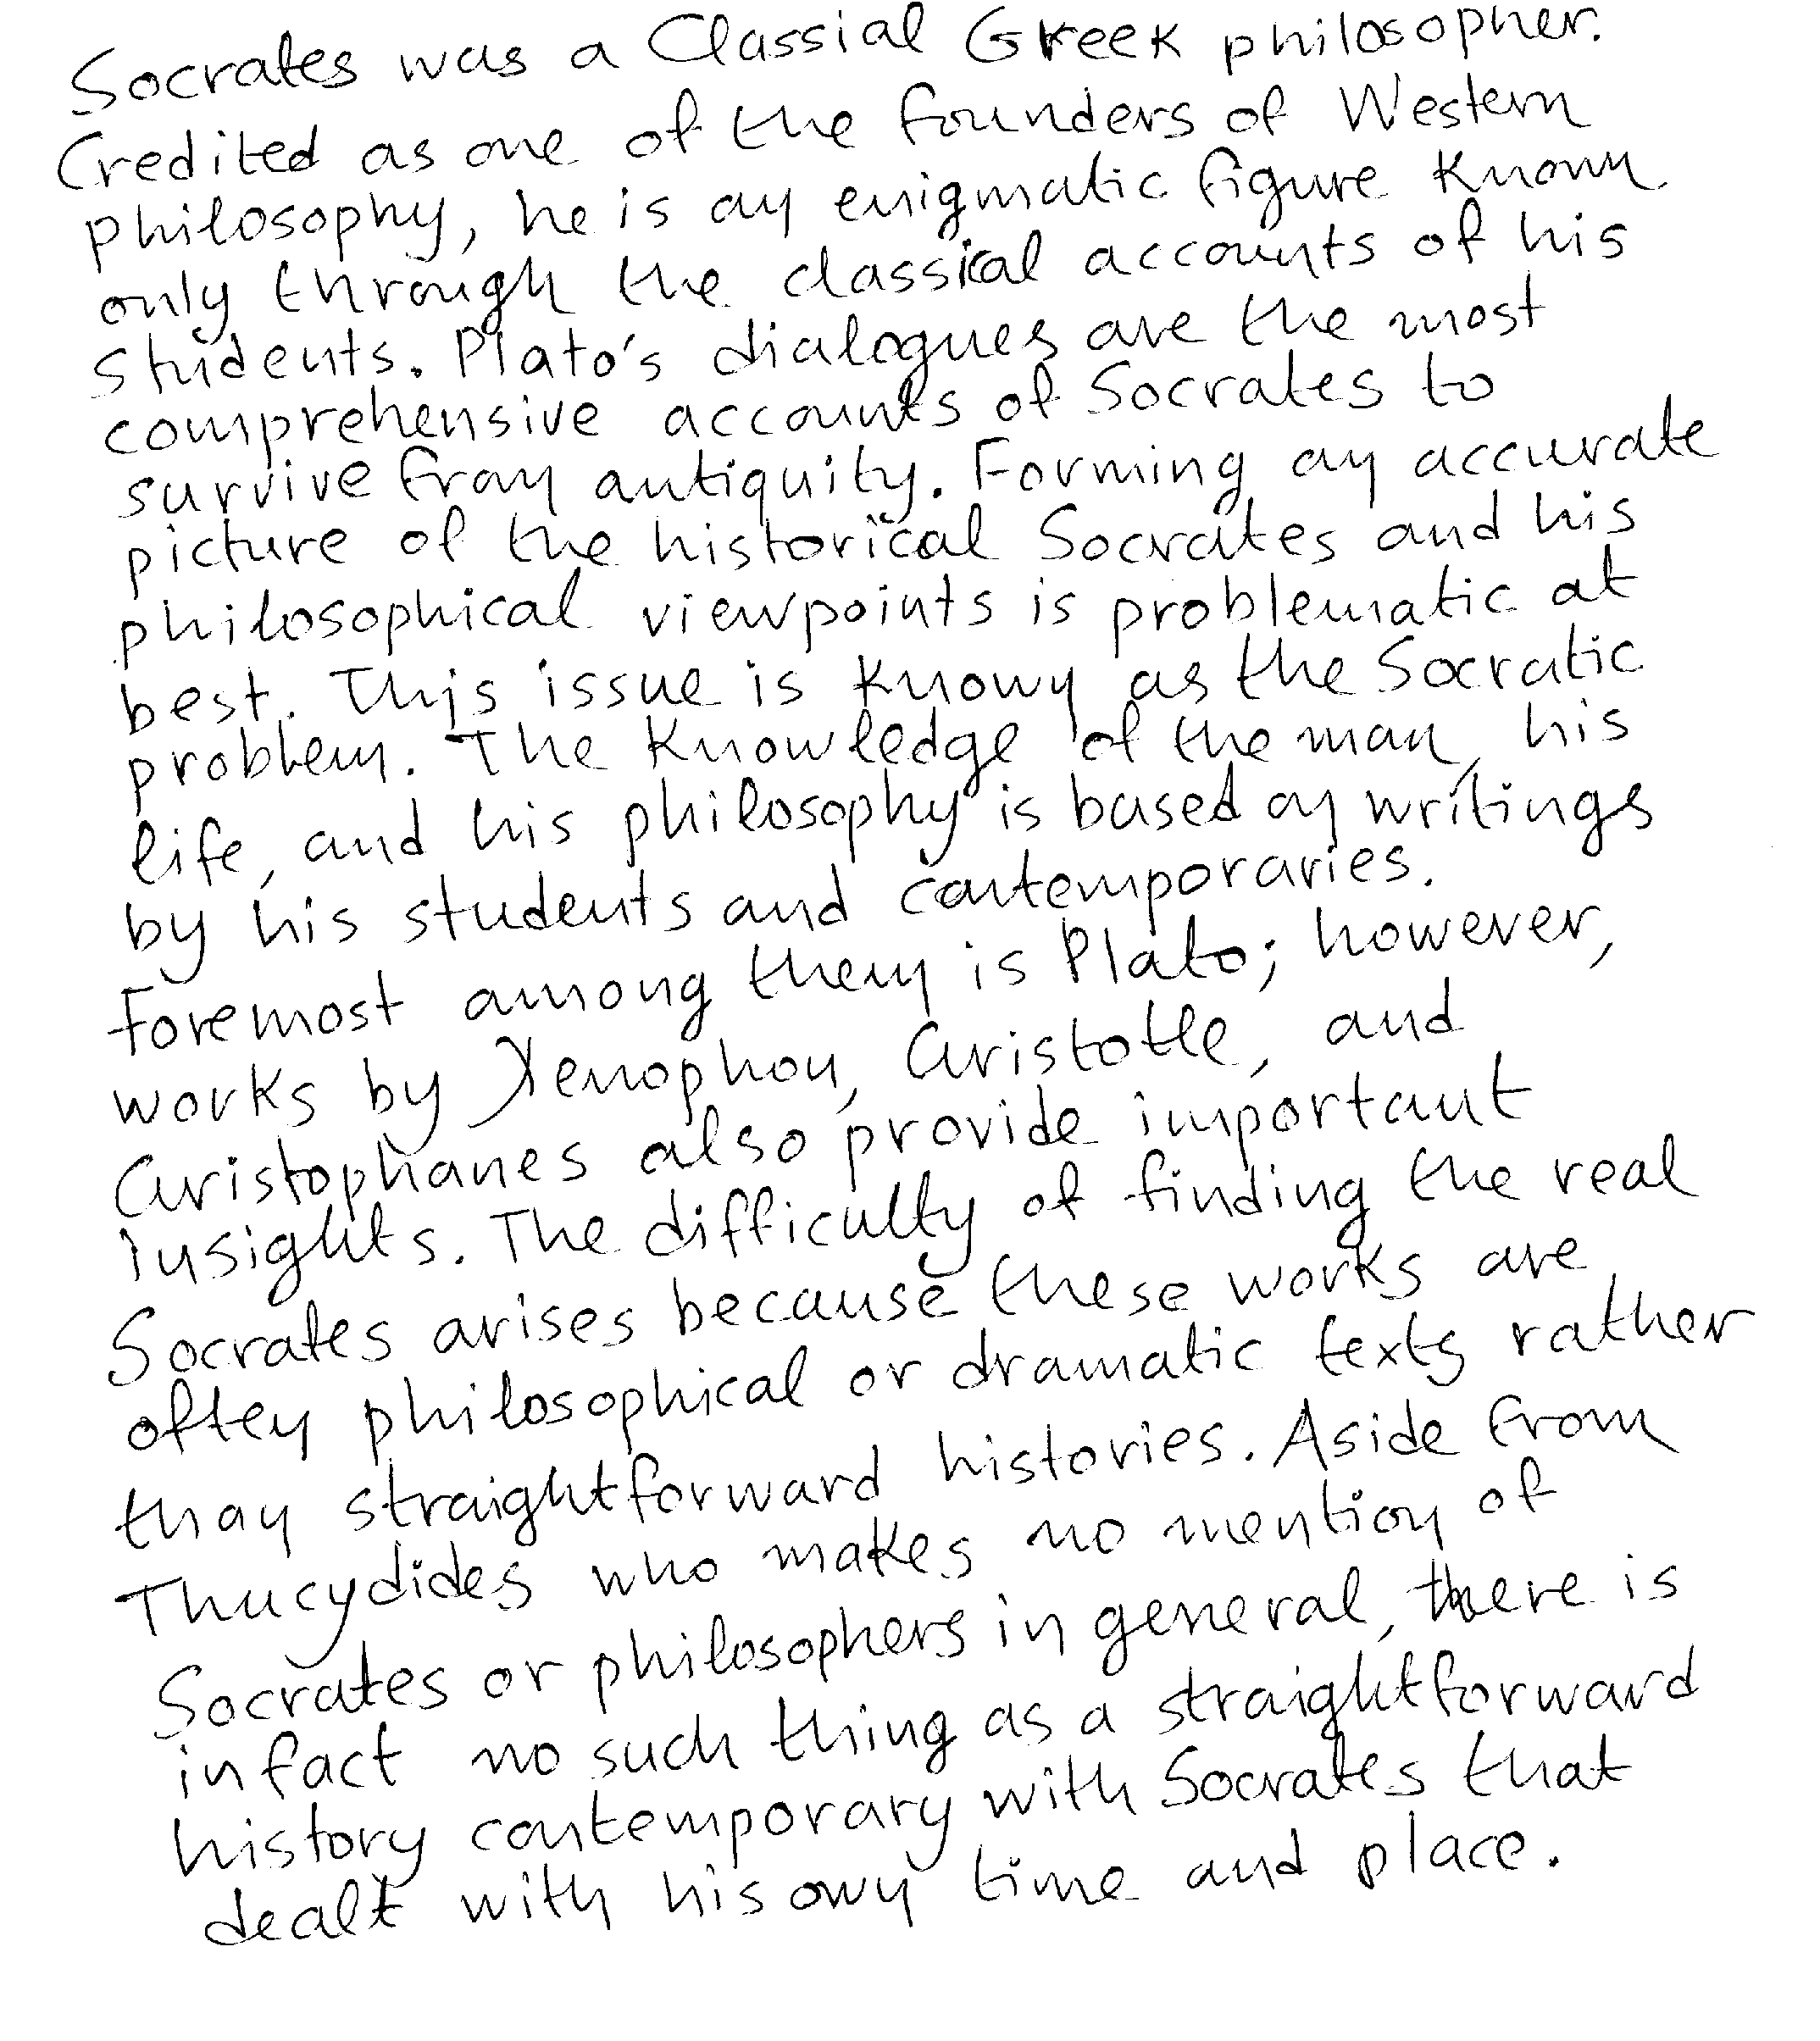 Socrates was a Classial Greek philosopher.
Credited as one of the founders of Western
philosophy, he is an enigmatic figure known
only through the classical accounts of his
students. Plato's dialogues are the most
comprehensive accounts of Socrates to
survive from antiquity. Forming an accurate
picture of the historical Socrates and his
philosophical viewpoints is problematic at
best. This issue is known as the Socratic
problem. The knowledge of the man, his
life, and his philosophy is based on writings
by his students and contemporaries.
Foremost among them is Plato; however,
works by Xenophon, Aristotle, and
Aristophanes also provide important
insights. The difficulty of finding the real
Socrates arises because these works are
often philosophical or dramatic texts rather
than straightforward histories. Aside from
Thucydides who makes no mention of
Socrates or philosophers in general, there is
in fact no such thing as a straightforward
history contemporary with Socrates that
dealt with his own time and place.